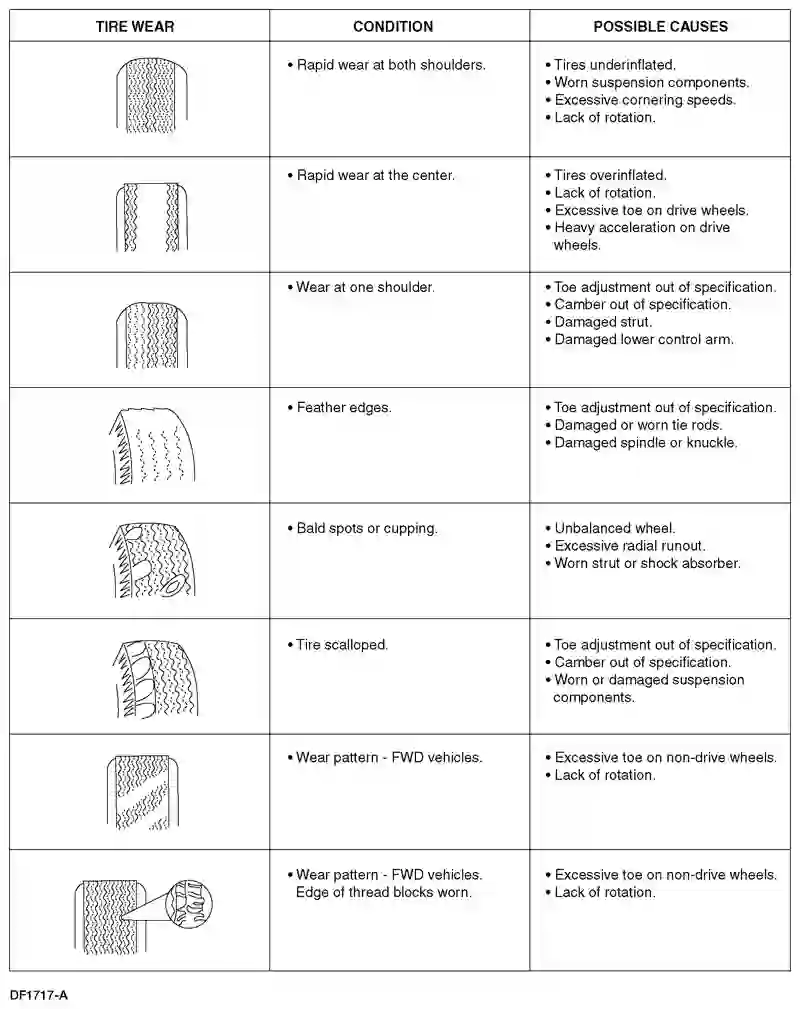 TIRE WEAR
CONDITION
POSSIBLE CAUSES
• Rapid wear at both shoulders.
• Tires underinflated.
• Worn suspension components.
• Excessive cornering speeds.
• Lack of rotation.
• Rapid wear at the center.
• Tires overinflated.
• Lack of rotation.
• Excessive toe on drive wheels.
• Heavy acceleration on drive
wheels.
• Wear at one shoulder.
• Toe adjustment out of specification.
• Camber out of specification.
• Damaged strut.
• Damaged lower control arm.
• Feather edges.
• Toe adjustment out of specification.
• Damaged or worn tie rods.
• Damaged spindle or knuckle.
• Bald spots or cupping.
• Unbalanced wheel.
• Excessive radial runout.
• Worn strut or shock absorber.
• Tire scalloped.
• Toe adjustment out of specification.
• Camber out of specification.
• Worn or damaged suspension
components.
• Wear pattern - FWD vehicles.
• Excessive toe on non-drive wheels.
• Lack of rotation.
• Wear pattern - FWD vehicles.
Edge of thread blocks worn.
• Excessive toe on non-drive wheels.
• Lack of rotation.
DF1717-A